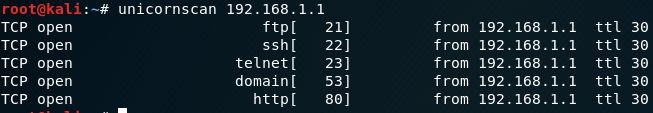 root@kali:~# unicornscan 192.168.1.1
TCP open                     ftp[   21]         from 192.168.1.1  ttl 30
TCP open                     ssh[   22]         from 192.168.1.1  ttl 30
TCP open                  telnet[   23]         from 192.168.1.1  ttl 30
TCP open                  domain[   53]         from 192.168.1.1  ttl 30
TCP open                    http[   80]         from 192.168.1.1  ttl 30